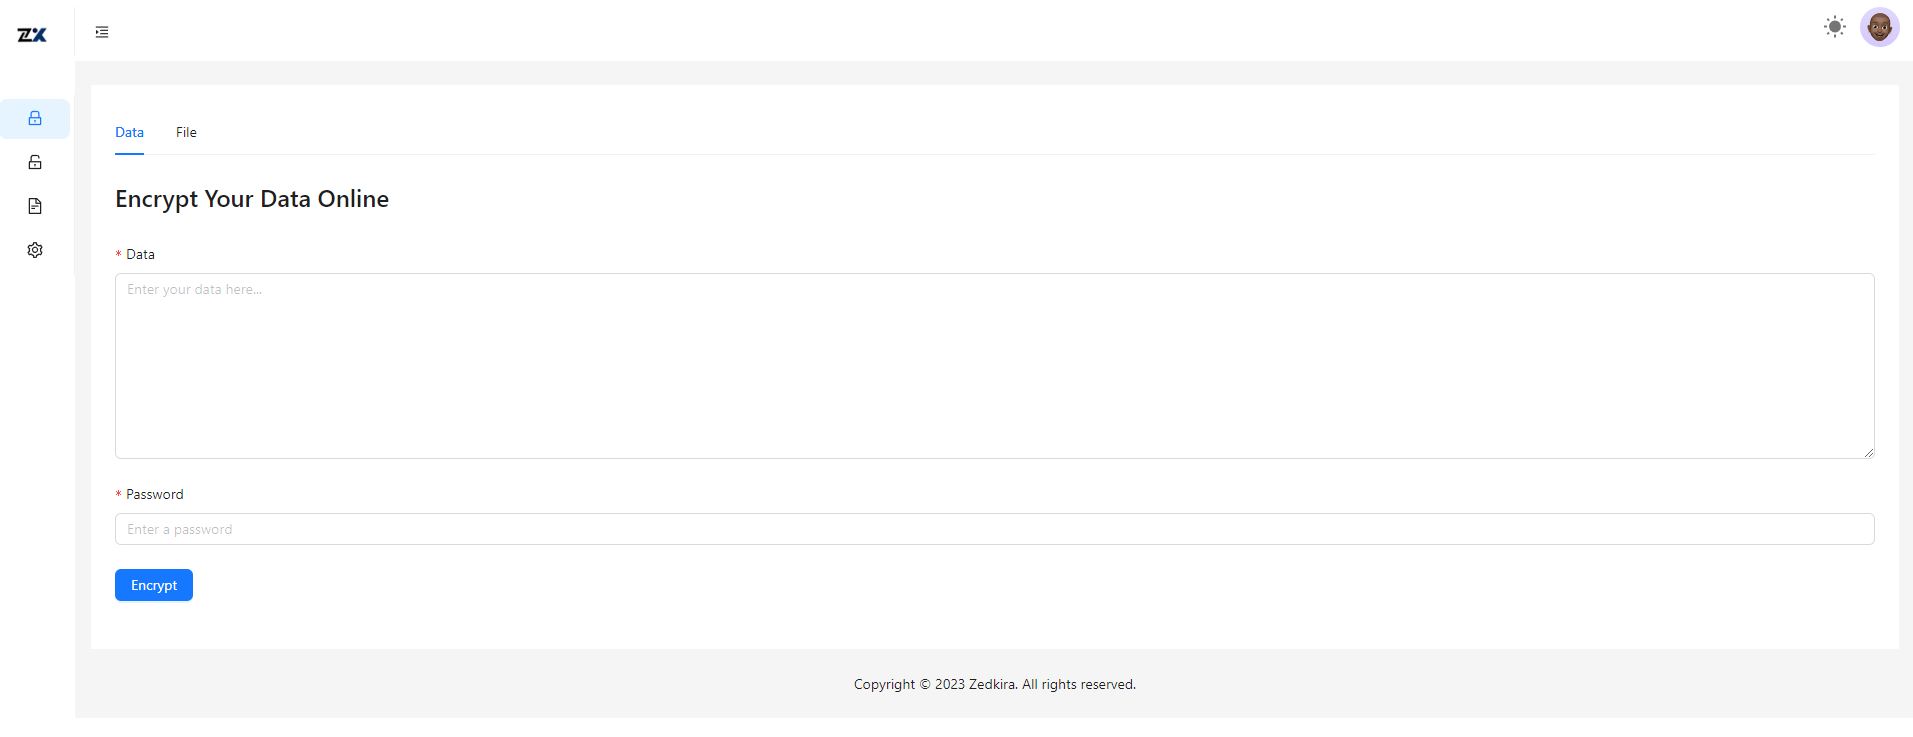 ZX
Data
File
Encrypt Your Data Online
* Data
Enter your data here...
* Password
Enter a password
Encrypt
Copyright © 2023 Zedkira. All rights reserved.